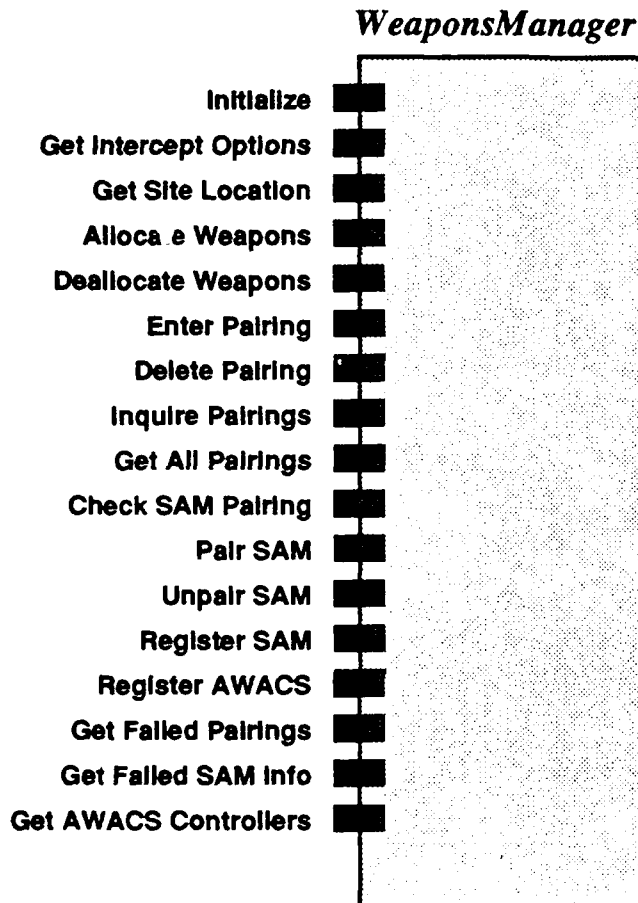 WeaponsManager
Initialize
Get Intercept Options
Get Site Location
Alloca e Weapons
Deallocate Weapons
Enter Pairing
Delete Pairing
Inquire Pairings
Get All Pairings
Check SAM Pairing
Pair SAM
Unpair SAM
Register SAM
Register AWACS
Get Failed Pairings
Get Failed SAM Info
Get AWACS Controllers